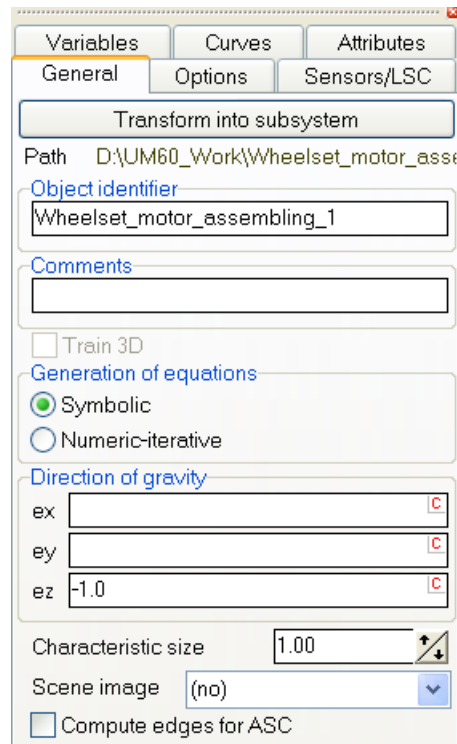 Variables Curves Attributes
General Options Sensors/LSC
Transform into subsystem
Path D:\UM60_Work\Wheelset_motor_asse
Object identifier
Wheelset_motor_assembling_1
Comments
Train 3D
Generation of equations
Symbolic
Numeric-iterative
Direction of gravity
ex C
ey C
ez -1.0 C
Characteristic size 1.00
Scene image (no)
Compute edges for ASC